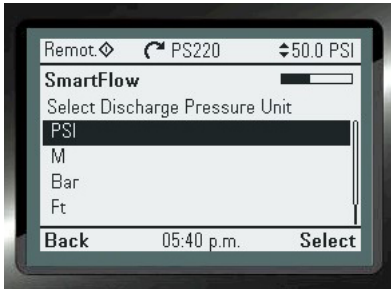 Remot. PS220 50.0 PSI
SmartFlow
Select Discharge Pressure Unit
PSI
M
Bar
Ft
Back 05:40 p.m. Select